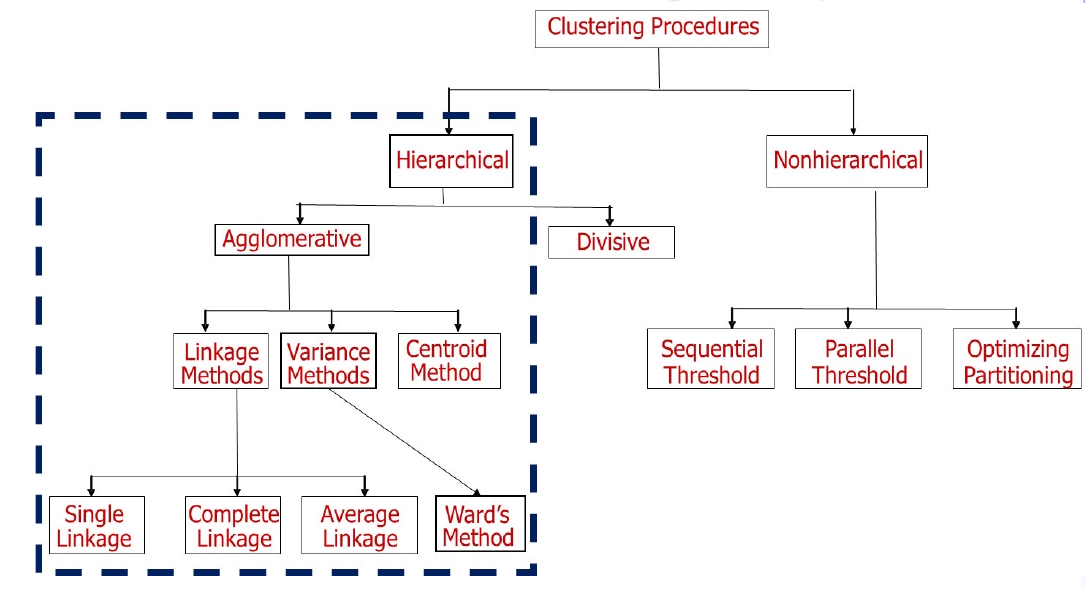 Clustering Procedures
Hierarchical
Nonhierarchical
Agglomerative
Divisive
Linkage
Methods
Variance
Methods
Centroid
Method
Sequential
Threshold
Parallel
Threshold
Optimizing
Partitioning
Single
Linkage
Complete
Linkage
Average
Linkage
Ward's
Method